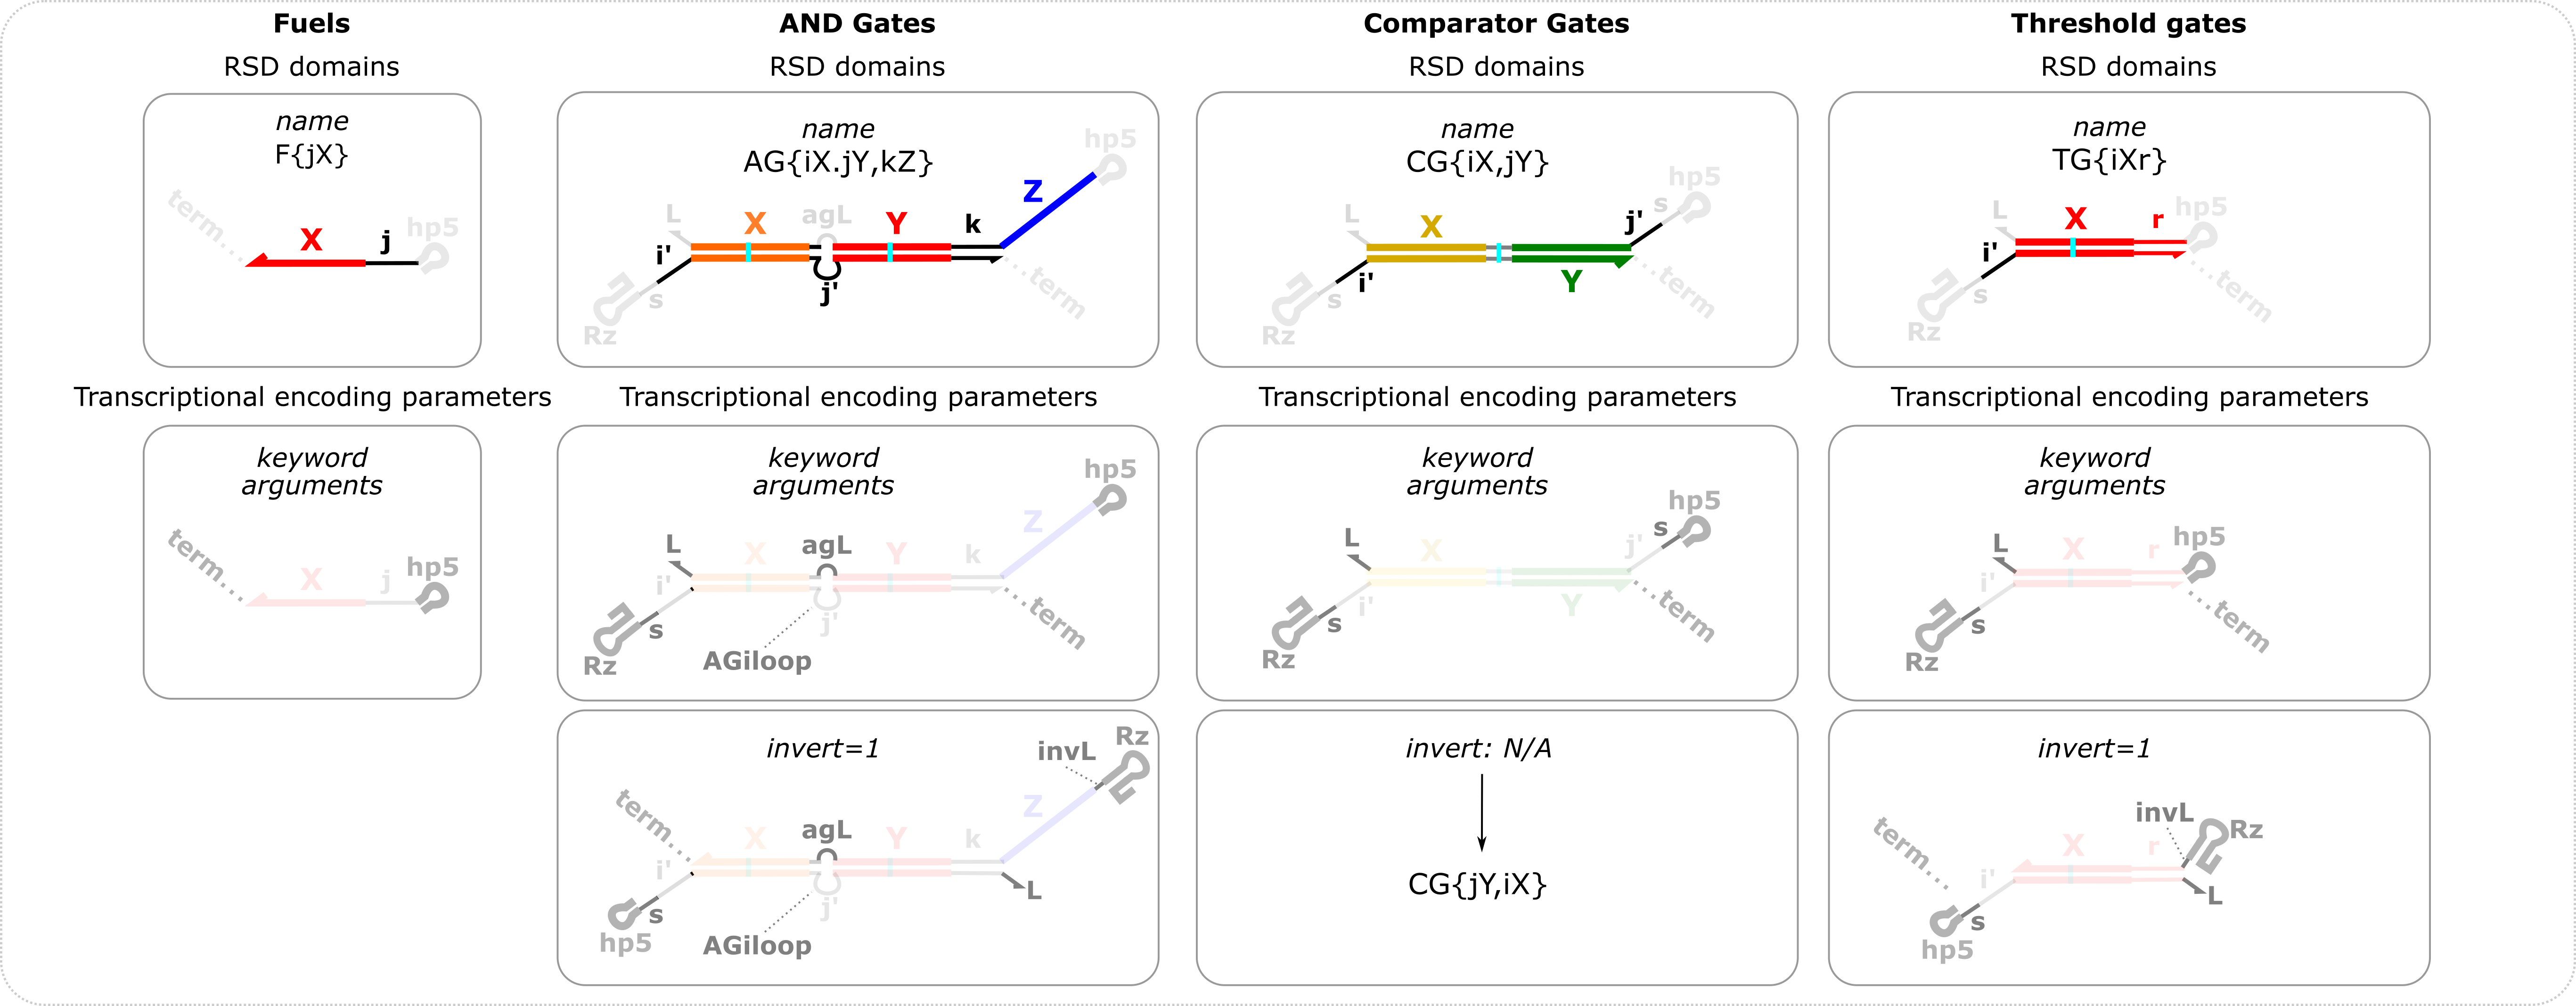 Fuels
RSD domains
name
F{jX}
term
X
j
hp5
Transcriptional encoding parameters
keyword
arguments
term
X
j
hp5
AND Gates
RSD domains
name
AG{iX.jY,kZ}
hp5
Z
L
X
agL
Y
k
i'
j'
s
term
Rz
Transcriptional encoding parameters
keyword
arguments
hp5
Z
L
X
agL
Y
k
i'
j'
s
term
AGiloop
Rz
invert=1
Rz
invL
Z
term
X
agL
Y
k
i'
L
j'
s
hp5
AGiloop
Comparator Gates
RSD domains
name
CG{iX,jY}
hp5
s
L
X
j'
i'
Y
s
term
Rz
Transcriptional encoding parameters
keyword
arguments
hp5
s
L
X
j'
i'
Y
s
term
Rz
invert: N/A
CG{jY,iX}
Threshold gates
RSD domains
name
TG{iXr}
L
X
r
hp5
i'
s
term
Rz
Transcriptional encoding parameters
keyword
arguments
L
X
r
hp5
i'
s
term
Rz
invert=1
invL
Rz
term
X
r
i'
L
s
hp5